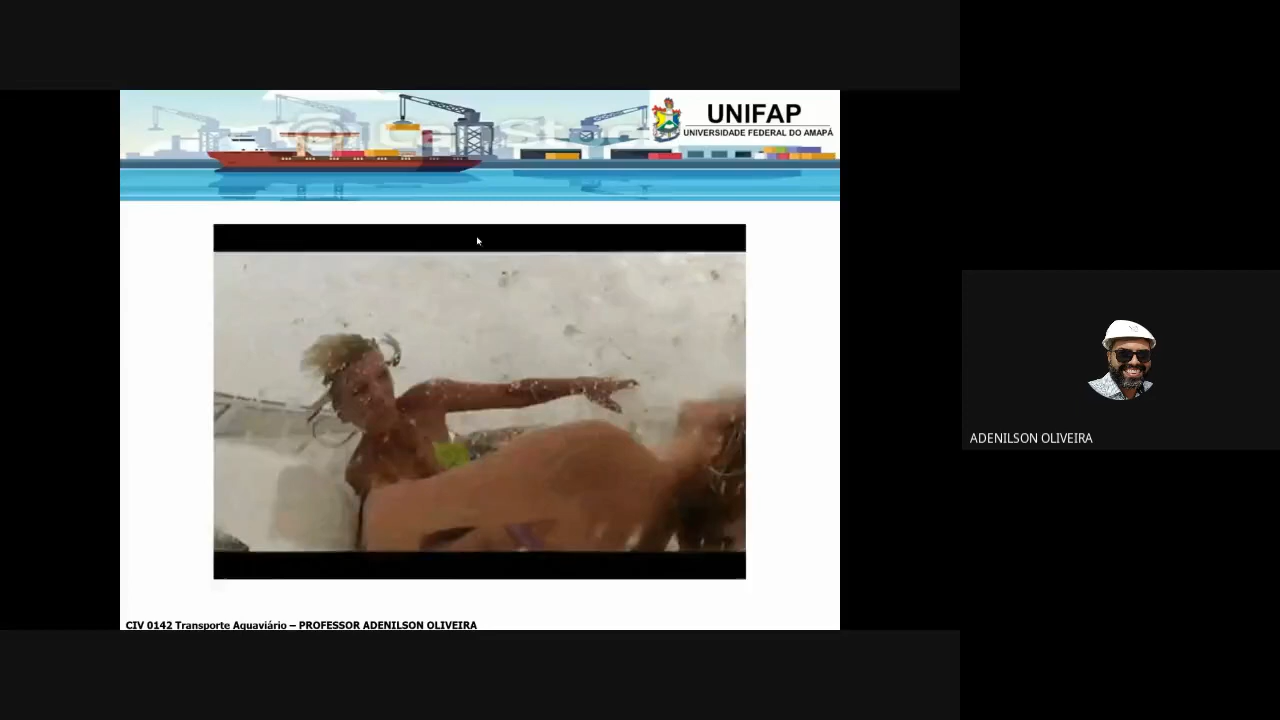 UNIFAP
UNIVERSIDADE FEDERAL DO AMAPÁ
ADENILSON OLIVEIRA
CIV 0142 Transporte Aquaviário – PROFESSOR ADENILSON OLIVEIRA